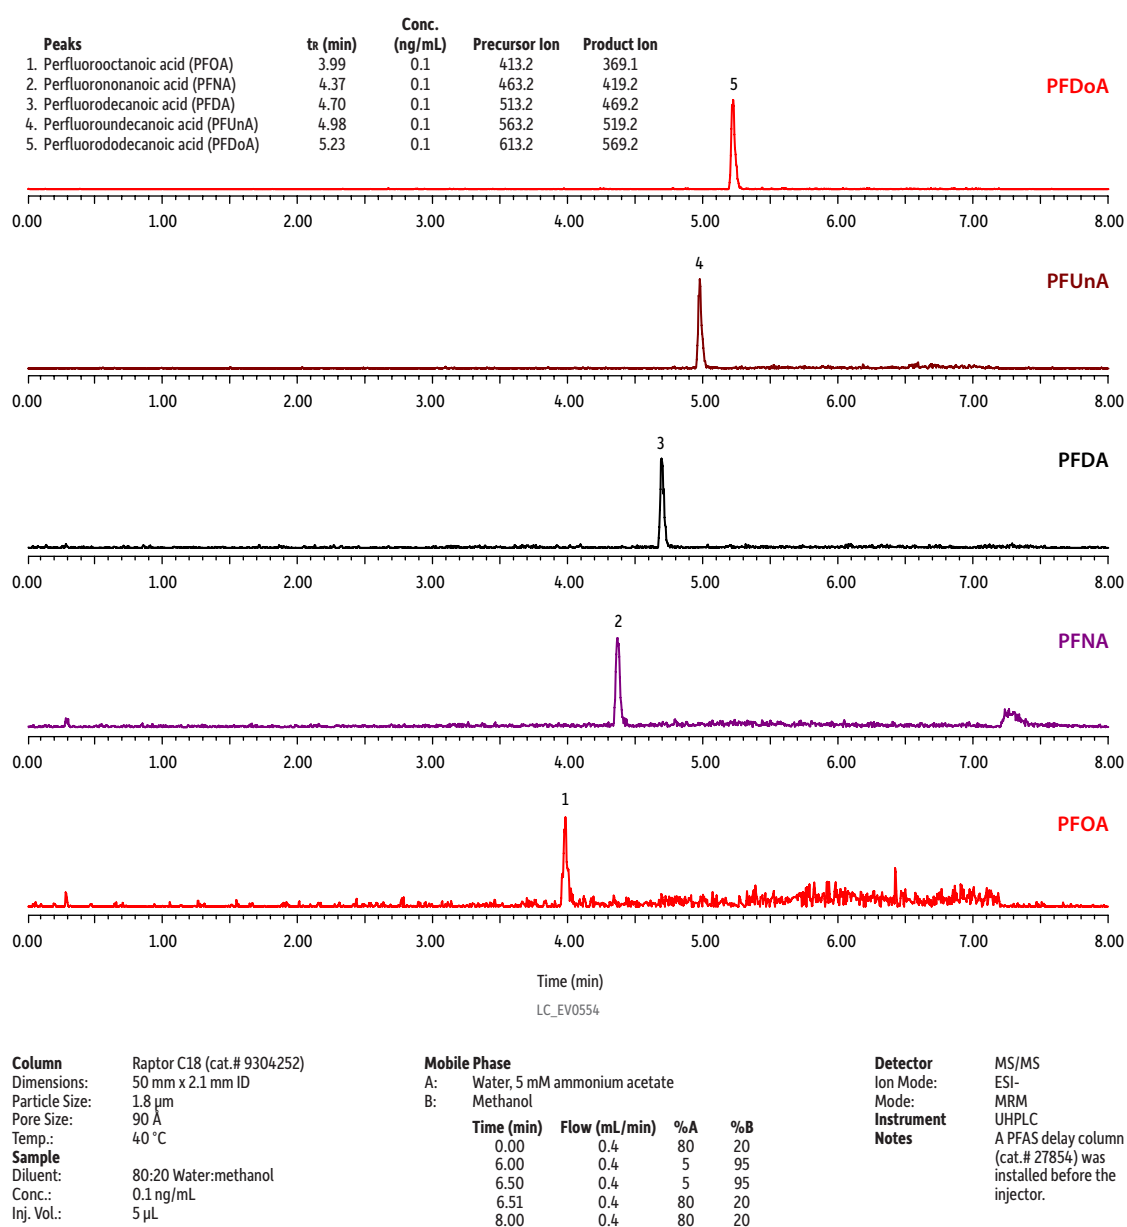 Peaks tR (min) Conc. (ng/mL) Precursor Ion Product Ion
1. Perfluorooctanoic acid (PFOA) 3.99 0.1 413.2 369.1
2. Perfluorononanoic acid (PFNA) 4.37 0.1 463.2 419.2
3. Perfluorodecanoic acid (PFDA) 4.70 0.1 513.2 469.2
4. Perfluoroundecanoic acid (PFUnA) 4.98 0.1 563.2 519.2
5. Perfluorododecanoic acid (PFDoA) 5.23 0.1 613.2 569.2
5
PFDoA
0.00 1.00 2.00 3.00 4.00 5.00 6.00 7.00 8.00
4
PFUnA
0.00 1.00 2.00 3.00 4.00 5.00 6.00 7.00 8.00
3
PFDA
0.00 1.00 2.00 3.00 4.00 5.00 6.00 7.00 8.00
2
PFNA
0.00 1.00 2.00 3.00 4.00 5.00 6.00 7.00 8.00
1
PFOA
0.00 1.00 2.00 3.00 4.00 5.00 6.00 7.00 8.00
Time (min)
LC_EV0554
Column Raptor C18 (cat.# 9304252)
Dimensions: 50 mm x 2.1 mm ID
Particle Size: 1.8 µm
Pore Size: 90 Å
Temp.: 40 °C
Sample
Diluent: 80:20 Water:methanol
Conc.: 0.1 ng/mL
Inj. Vol.: 5 µL
Mobile Phase
A: Water, 5 mM ammonium acetate
B: Methanol
Time (min) Flow (mL/min) %A %B
0.00 0.4 80 20
6.00 0.4 5 95
6.50 0.4 5 95
6.51 0.4 80 20
8.00 0.4 80 20
Detector MS/MS
Ion Mode: ESI-
Mode: MRM
Instrument UHPLC
Notes A PFAS delay column
(cat.# 27854) was
installed before the
injector.